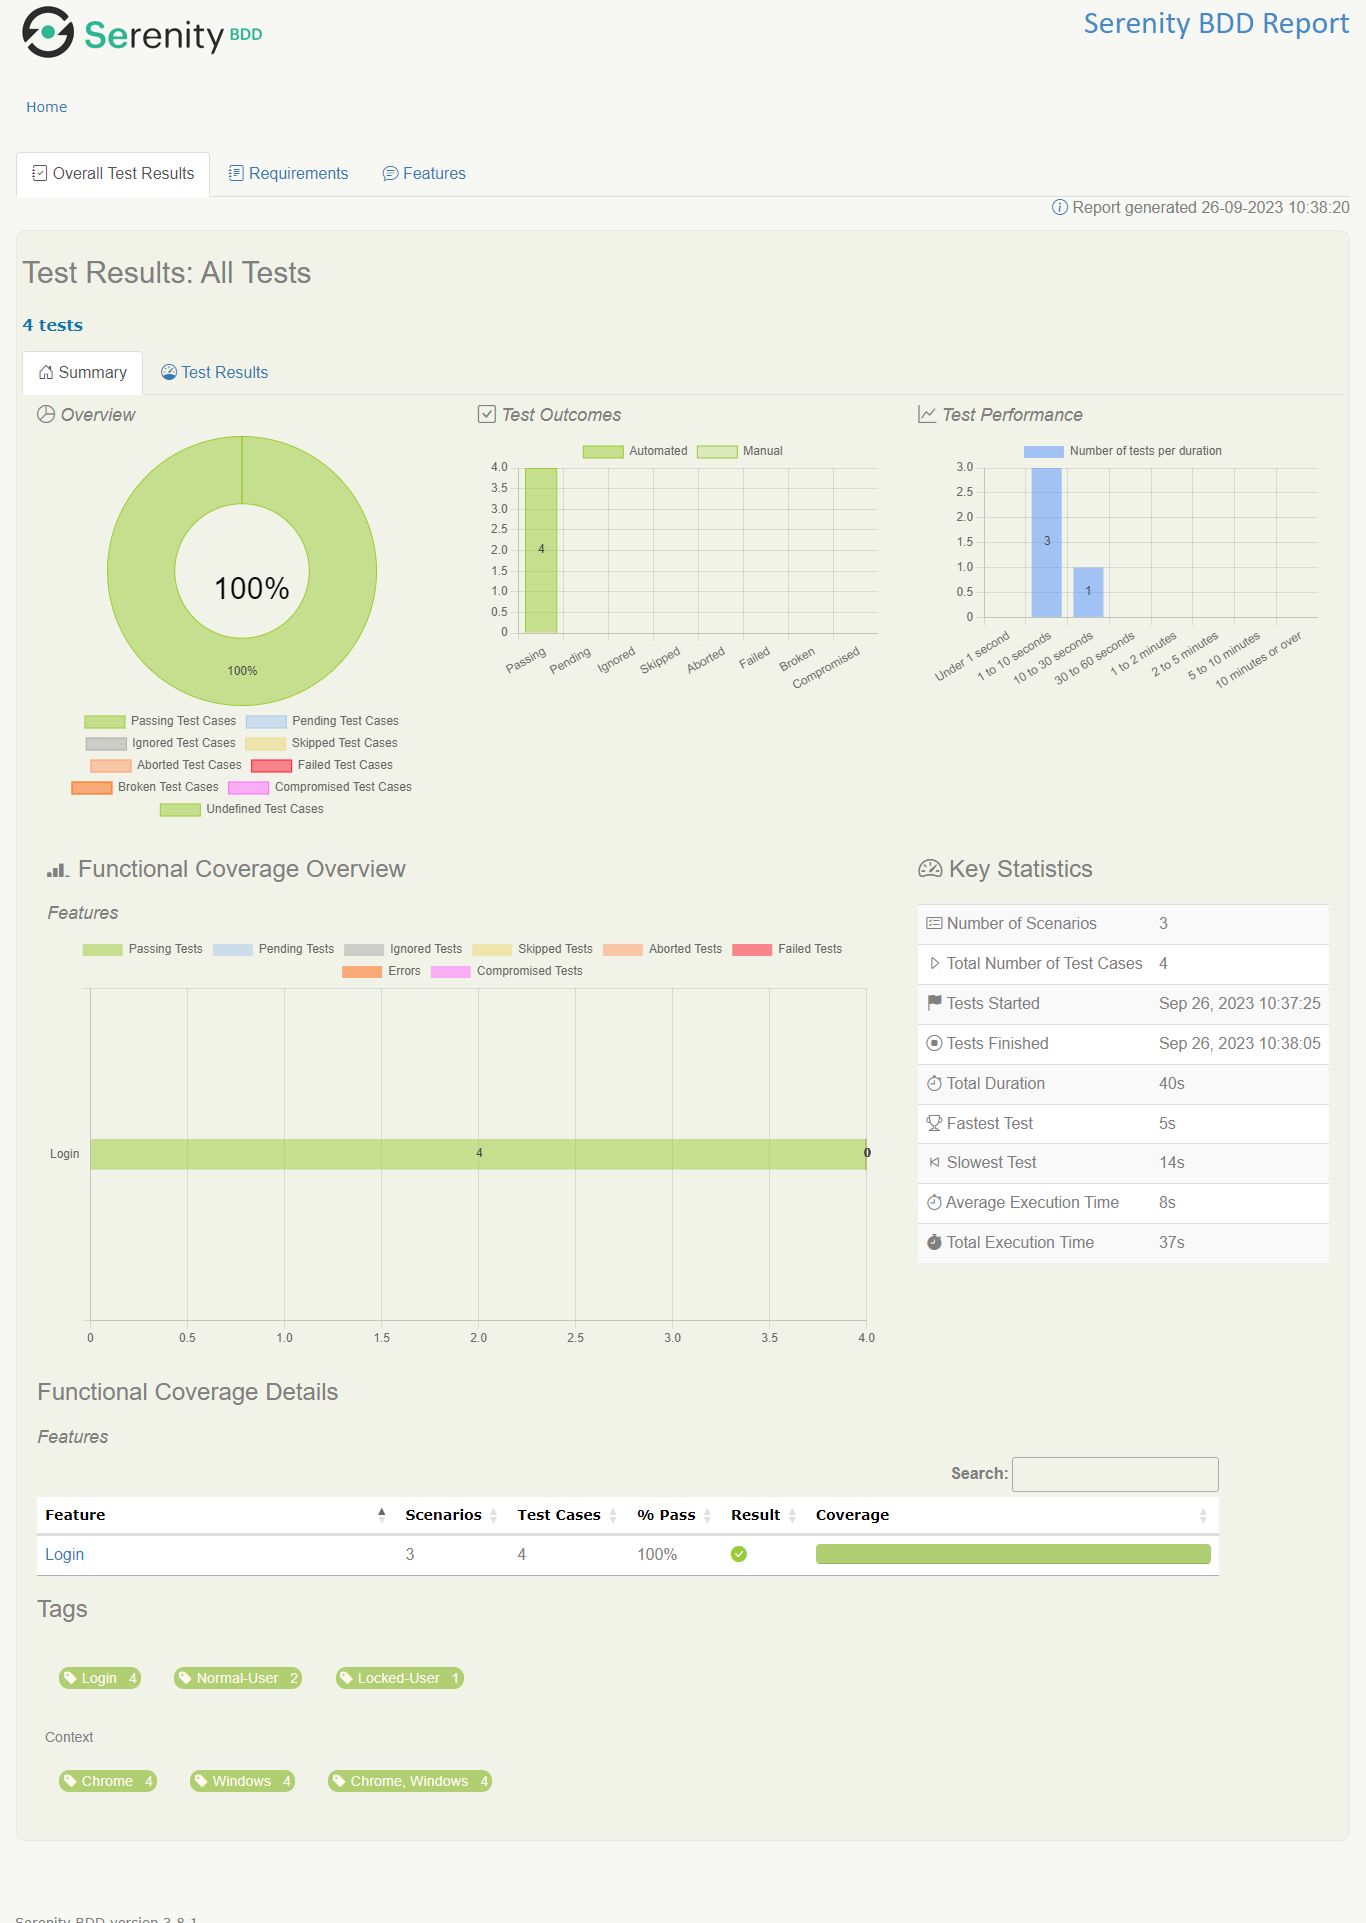 Serenity BDD
Serenity BDD Report
Home
Overall Test Results
Requirements
Features
Report generated 26-09-2023 10:38:20
Test Results: All Tests
4 tests
Summary
Test Results
Overview
100%
100%
Passing Test Cases
Pending Test Cases
Ignored Test Cases
Skipped Test Cases
Aborted Test Cases
Failed Test Cases
Broken Test Cases
Compromised Test Cases
Undefined Test Cases
Test Outcomes
Automated
Manual
4.0
3.5
3.0
2.5
2.0
1.5
1.0
0.5
0
4
Passing
Pending
Ignored
Skipped
Aborted
Failed
Broken
Compromised
Test Performance
Number of tests per duration
3.0
2.5
2.0
1.5
1.0
0.5
0
3
1
Under 1 second
1 to 10 seconds
10 to 30 seconds
30 to 60 seconds
1 to 2 minutes
2 to 5 minutes
5 to 10 minutes
10 minutes or over
Functional Coverage Overview
Features
Passing Tests
Pending Tests
Ignored Tests
Skipped Tests
Aborted Tests
Failed Tests
Errors
Compromised Tests
Login
4
0
0
0.5
1.0
1.5
2.0
2.5
3.0
3.5
4.0
Key Statistics
Number of Scenarios 3
Total Number of Test Cases 4
Tests Started Sep 26, 2023 10:37:25
Tests Finished Sep 26, 2023 10:38:05
Total Duration 40s
Fastest Test 5s
Slowest Test 14s
Average Execution Time 8s
Total Execution Time 37s
Functional Coverage Details
Features
Search:
Feature Scenarios Test Cases % Pass Result Coverage
Login 3 4 100%
Tags
Login 4
Normal-User 2
Locked-User 1
Context
Chrome 4
Windows 4
Chrome, Windows 4
Serenity BDD version 3.8.1